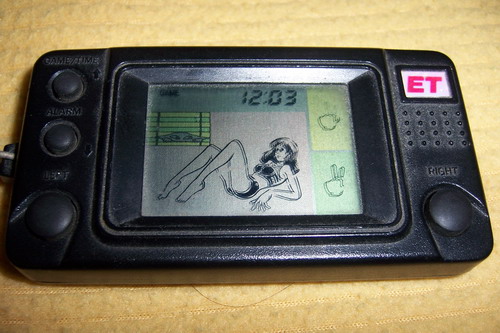 GAME/TIME
12:03
ET
ALARM
LEFT
RIGHT